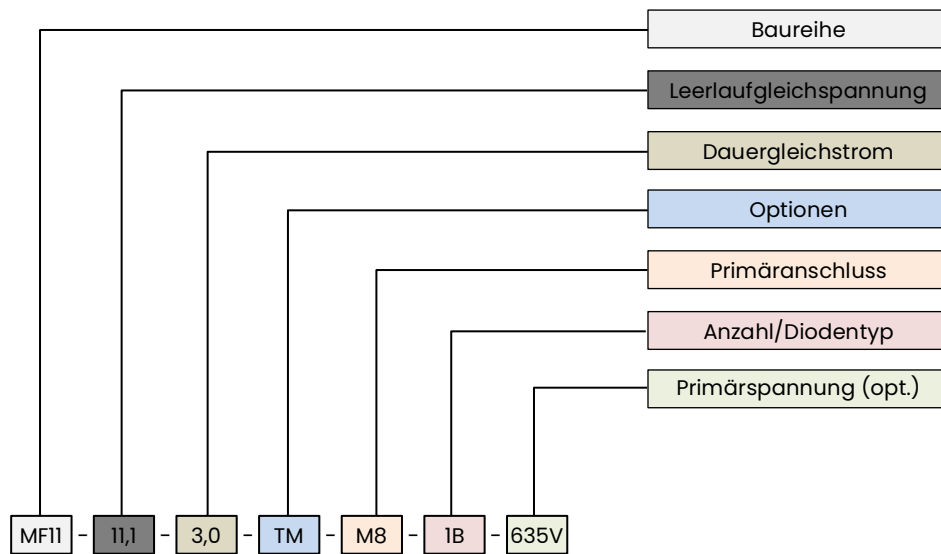 Baureihe
Leerlaufgleichspannung
Dauergleichstrom
Optionen
Primäranschluss
Anzahl/Diodentyp
Primärspannung (opt.)
MF11 - 11,1 - 3,0 - TM - M8 - 1B - 635V